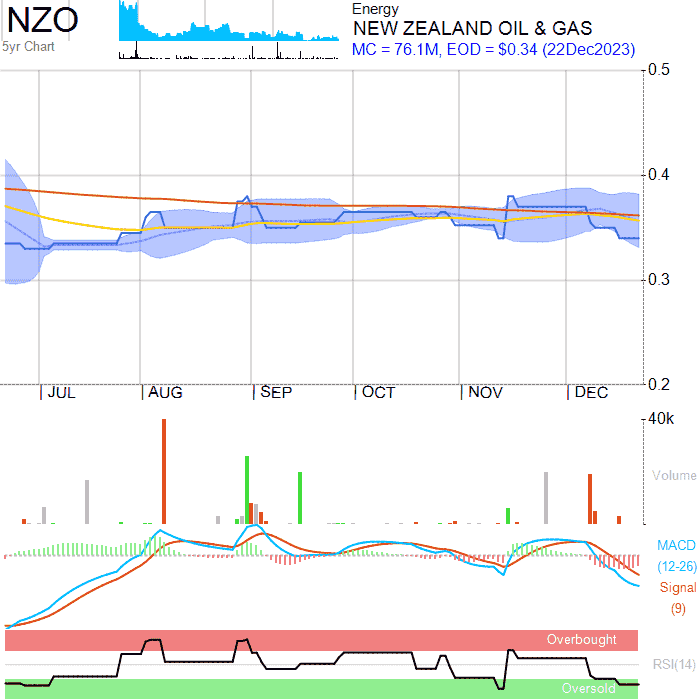 NZO
5yr Chart
Energy
NEW ZEALAND OIL & GAS
MC = 76.1M, EOD = $0.34 (22Dec2023)
0.5
0.4
0.3
0.2
JUL
AUG
SEP
OCT
NOV
DEC
40k
Volume
MACD
(12-26)
Signal
(9)
Overbought
RSI(14)
Oversold